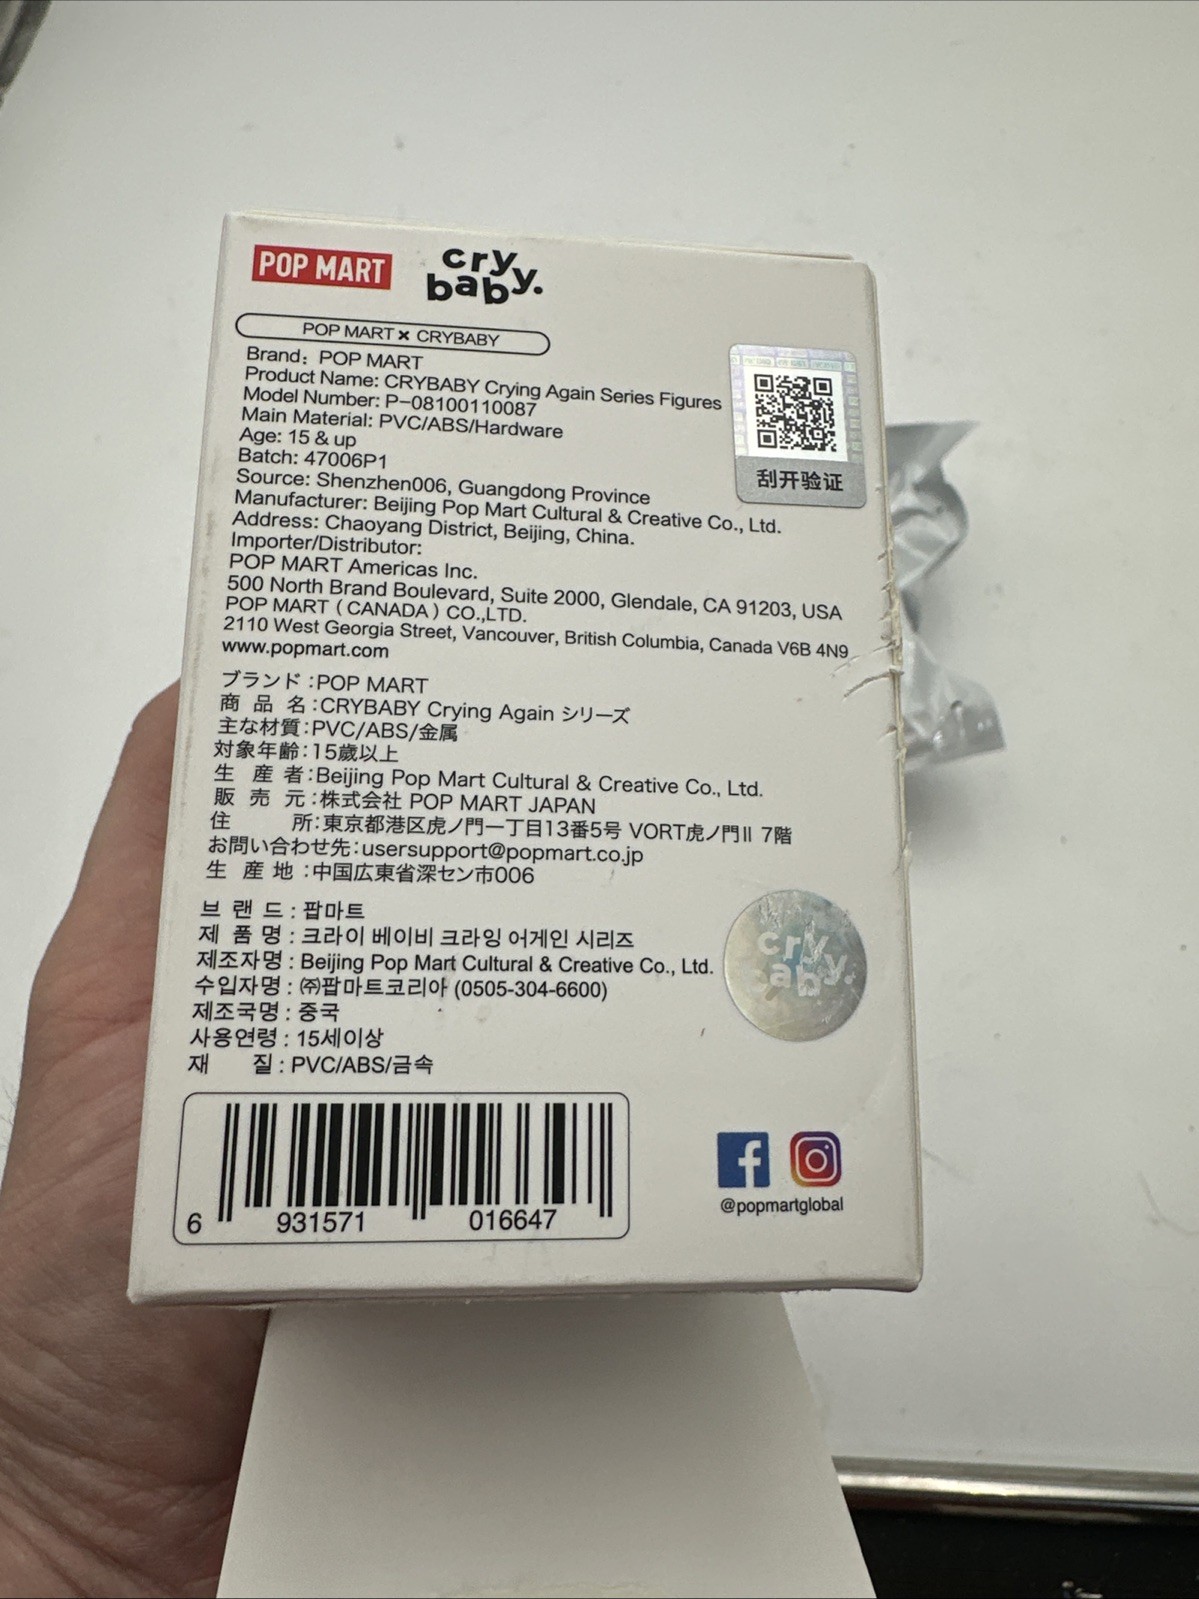 POP MART
cry
baby.
POP MART × CRYBABY
Brand: POP MART
Product Name: CRYBABY Crying Again Series Figures
Model Number: P-08100110087
Main Material: PVC/ABS/Hardware
Age: 15 & up
Batch: 47006P1
Source: Shenzhen006, Guangdong Province
Manufacturer: Beijing Pop Mart Cultural & Creative Co., Ltd.
Address: Chaoyang District, Beijing, China.
Importer/Distributor:
POP MART Americas Inc.
500 North Brand Boulevard, Suite 2000, Glendale, CA 91203, USA
POP MART (CANADA) CO.,LTD.
2110 West Georgia Street, Vancouver, British Columbia, Canada V6B 4N9
www.popmart.com
刮开验证
ブランド:POP MART
商品名:CRYBABY Crying Again シリーズ
主な材質:PVC/ABS/金属
対象年齢:15歳以上
生産者:Beijing Pop Mart Cultural & Creative Co., Ltd.
販売元:株式会社 POP MART JAPAN
住所:東京都港区虎ノ門一丁目13番5号 VORT虎ノ門II 7階
お問い合わせ先:usersupport@popmart.co.jp
生産地:中国広東省深セン市006
브랜드 : 팝마트
제품명 : 크라이 베이비 크라잉 어게인 시리즈
제조자명 : Beijing Pop Mart Cultural & Creative Co., Ltd.
수입자명 : ㈜팝마트코리아 (0505-304-6600)
제조국명 : 중국
사용연령 : 15세이상
재질 : PVC/ABS/금속
cry
baby.
6 931571 016647
@popmartglobal